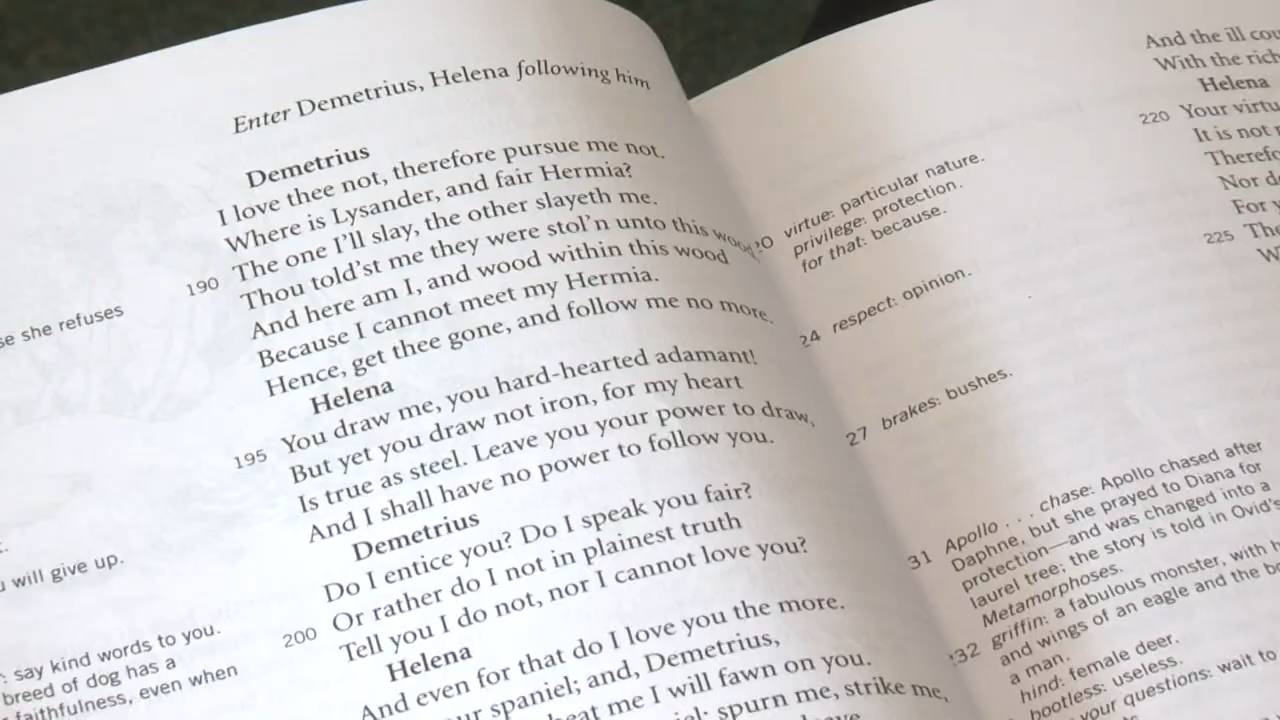 se she refuses
u will give up.
: say kind words to you.
breed of dog has a
faithfulness, even when
Enter Demetrius, Helena following him
Demetrius
I love thee not, therefore pursue me not.
Where is Lysander, and fair Hermia?
The one I'll slay, the other slayeth me.
190 Thou told'st me they were stol'n unto this wood,
And here am I, and wood within this wood
Because I cannot meet my Hermia.
Hence, get thee gone, and follow me no more.
Helena
195 You draw me, you hard-hearted adamant!
But yet you draw not iron, for my heart
Is true as steel. Leave you your power to draw,
And I shall have no power to follow you.
Demetrius
Do I entice you? Do I speak you fair?
Or rather do I not in plainest truth
200 Tell you I do not, nor I cannot love you?
Helena
And even for that do I love you the more.
ur spaniel; and, Demetrius,
eat me I will fawn on you.
el: spurn me, strike me,
20 virtue: particular nature.
privilege: protection.
for that: because.
24 respect: opinion.
27 brakes: bushes.
31 Apollo . . . chase: Apollo chased after
Daphne, but she prayed to Diana for
protection—and was changed into a
laurel tree; the story is told in Ovid's
Metamorphoses.
32 griffin: a fabulous monster, with h
and wings of an eagle and the b
a man.
hind: female deer.
bootless: useless.
your questions: wait to
And the ill cou
With the rich
Helena
220 Your virtu
It is not
Therefo
Nor d
For
225 The
W